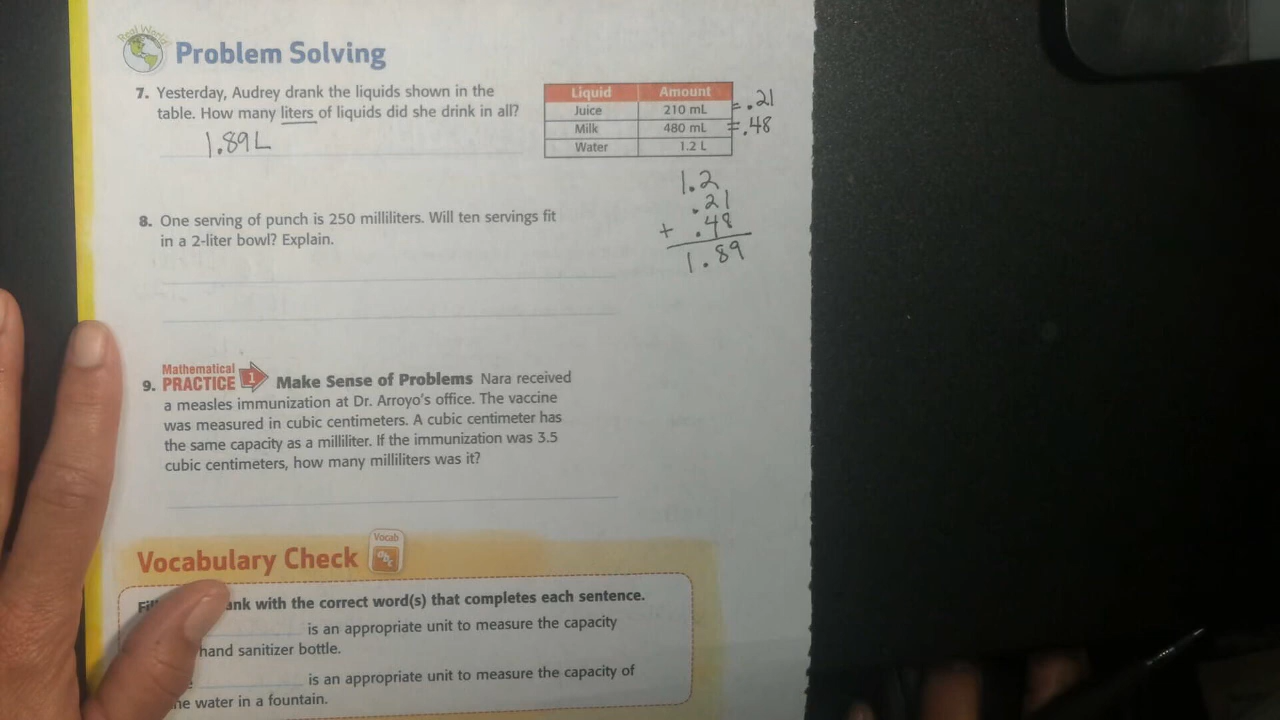 Real World
Problem Solving
7. Yesterday, Audrey drank the liquids shown in the
table. How many liters of liquids did she drink in all?
1.89L
Liquid Amount
Juice 210 mL = .21
Milk 480 mL = .48
Water 1.2 L
1.2
.21
+ .48
1.89
8. One serving of punch is 250 milliliters. Will ten servings fit
in a 2-liter bowl? Explain.
Mathematical
9. PRACTICE 1 Make Sense of Problems Nara received
a measles immunization at Dr. Arroyo's office. The vaccine
was measured in cubic centimeters. A cubic centimeter has
the same capacity as a milliliter. If the immunization was 3.5
cubic centimeters, how many milliliters was it?
Vocab
abc
Vocabulary Check
with the correct word(s) that completes each sentence.
is an appropriate unit to measure the capacity
hand sanitizer bottle.
is an appropriate unit to measure the capacity of
water in a fountain.